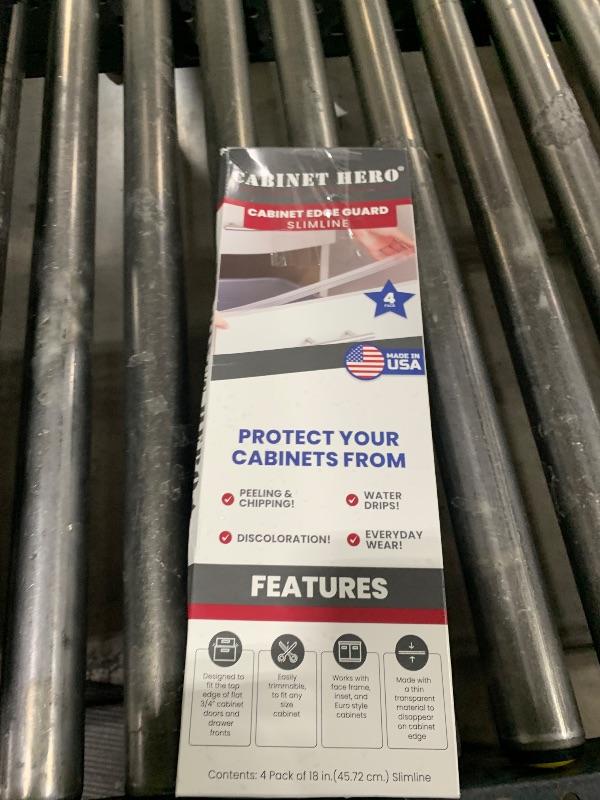 CABINET HERO®
CABINET EDGE GUARD
SLIMLINE
4
PACK
MADE IN
USA
PROTECT YOUR
CABINETS FROM
PEELING &
CHIPPING!
WATER
DRIPS!
DISCOLORATION!
EVERYDAY
WEAR!
FEATURES
Designed to
fit the top
edge of flat
3/4" cabinet
doors and
drawer
fronts
Easily
trimmable,
to fit any
size
cabinet
Works with
face frame,
inset, and
Euro style
cabinets
Made with
a thin
transparent
material to
disappear
on cabinet
edge
Contents: 4 Pack of 18 in.(45.72 cm.) Slimline